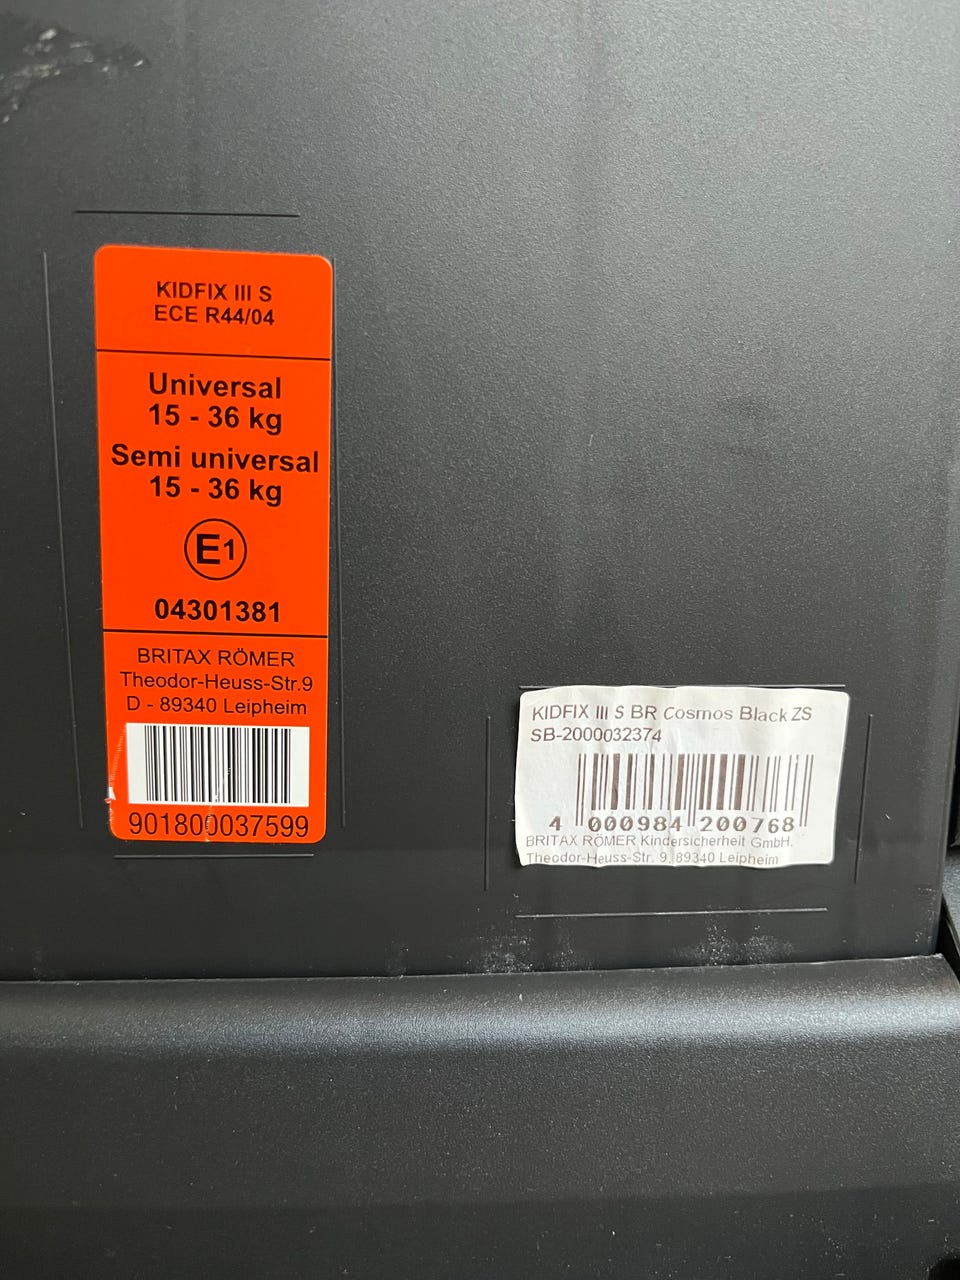 KIDFIX III S
ECE R44/04
Universal
15 - 36 kg
Semi universal
15 - 36 kg
E1
04301381
BRITAX RÖMER
Theodor-Heuss-Str.9
D - 89340 Leipheim
901800037599
KIDFIX III S BR Cosmos Black ZS
SB-2000032374
4 000984 200768
BRITAX RÖMER Kindersicherheit GmbH.
Theodor-Heuss-Str. 9, 89340 Leipheim